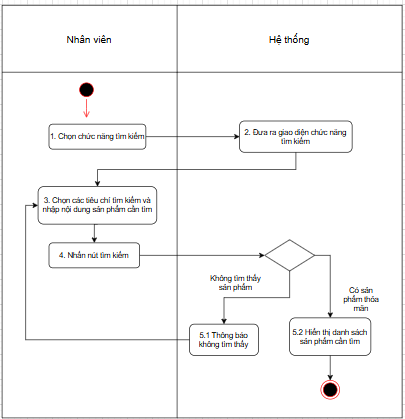 Nhân viên
Hệ thống
1. Chọn chức năng tìm kiếm
2. Đưa ra giao diện chức năng
tìm kiếm
3. Chọn các tiêu chí tìm kiếm và
nhập nội dung sản phẩm cần tìm
4. Nhấn nút tìm kiếm
Không tìm thấy
sản phẩm
Có sản
phẩm thỏa
mãn
5.1 Thông báo
không tìm thấy
5.2 Hiển thị danh sách
sản phẩm cần tìm